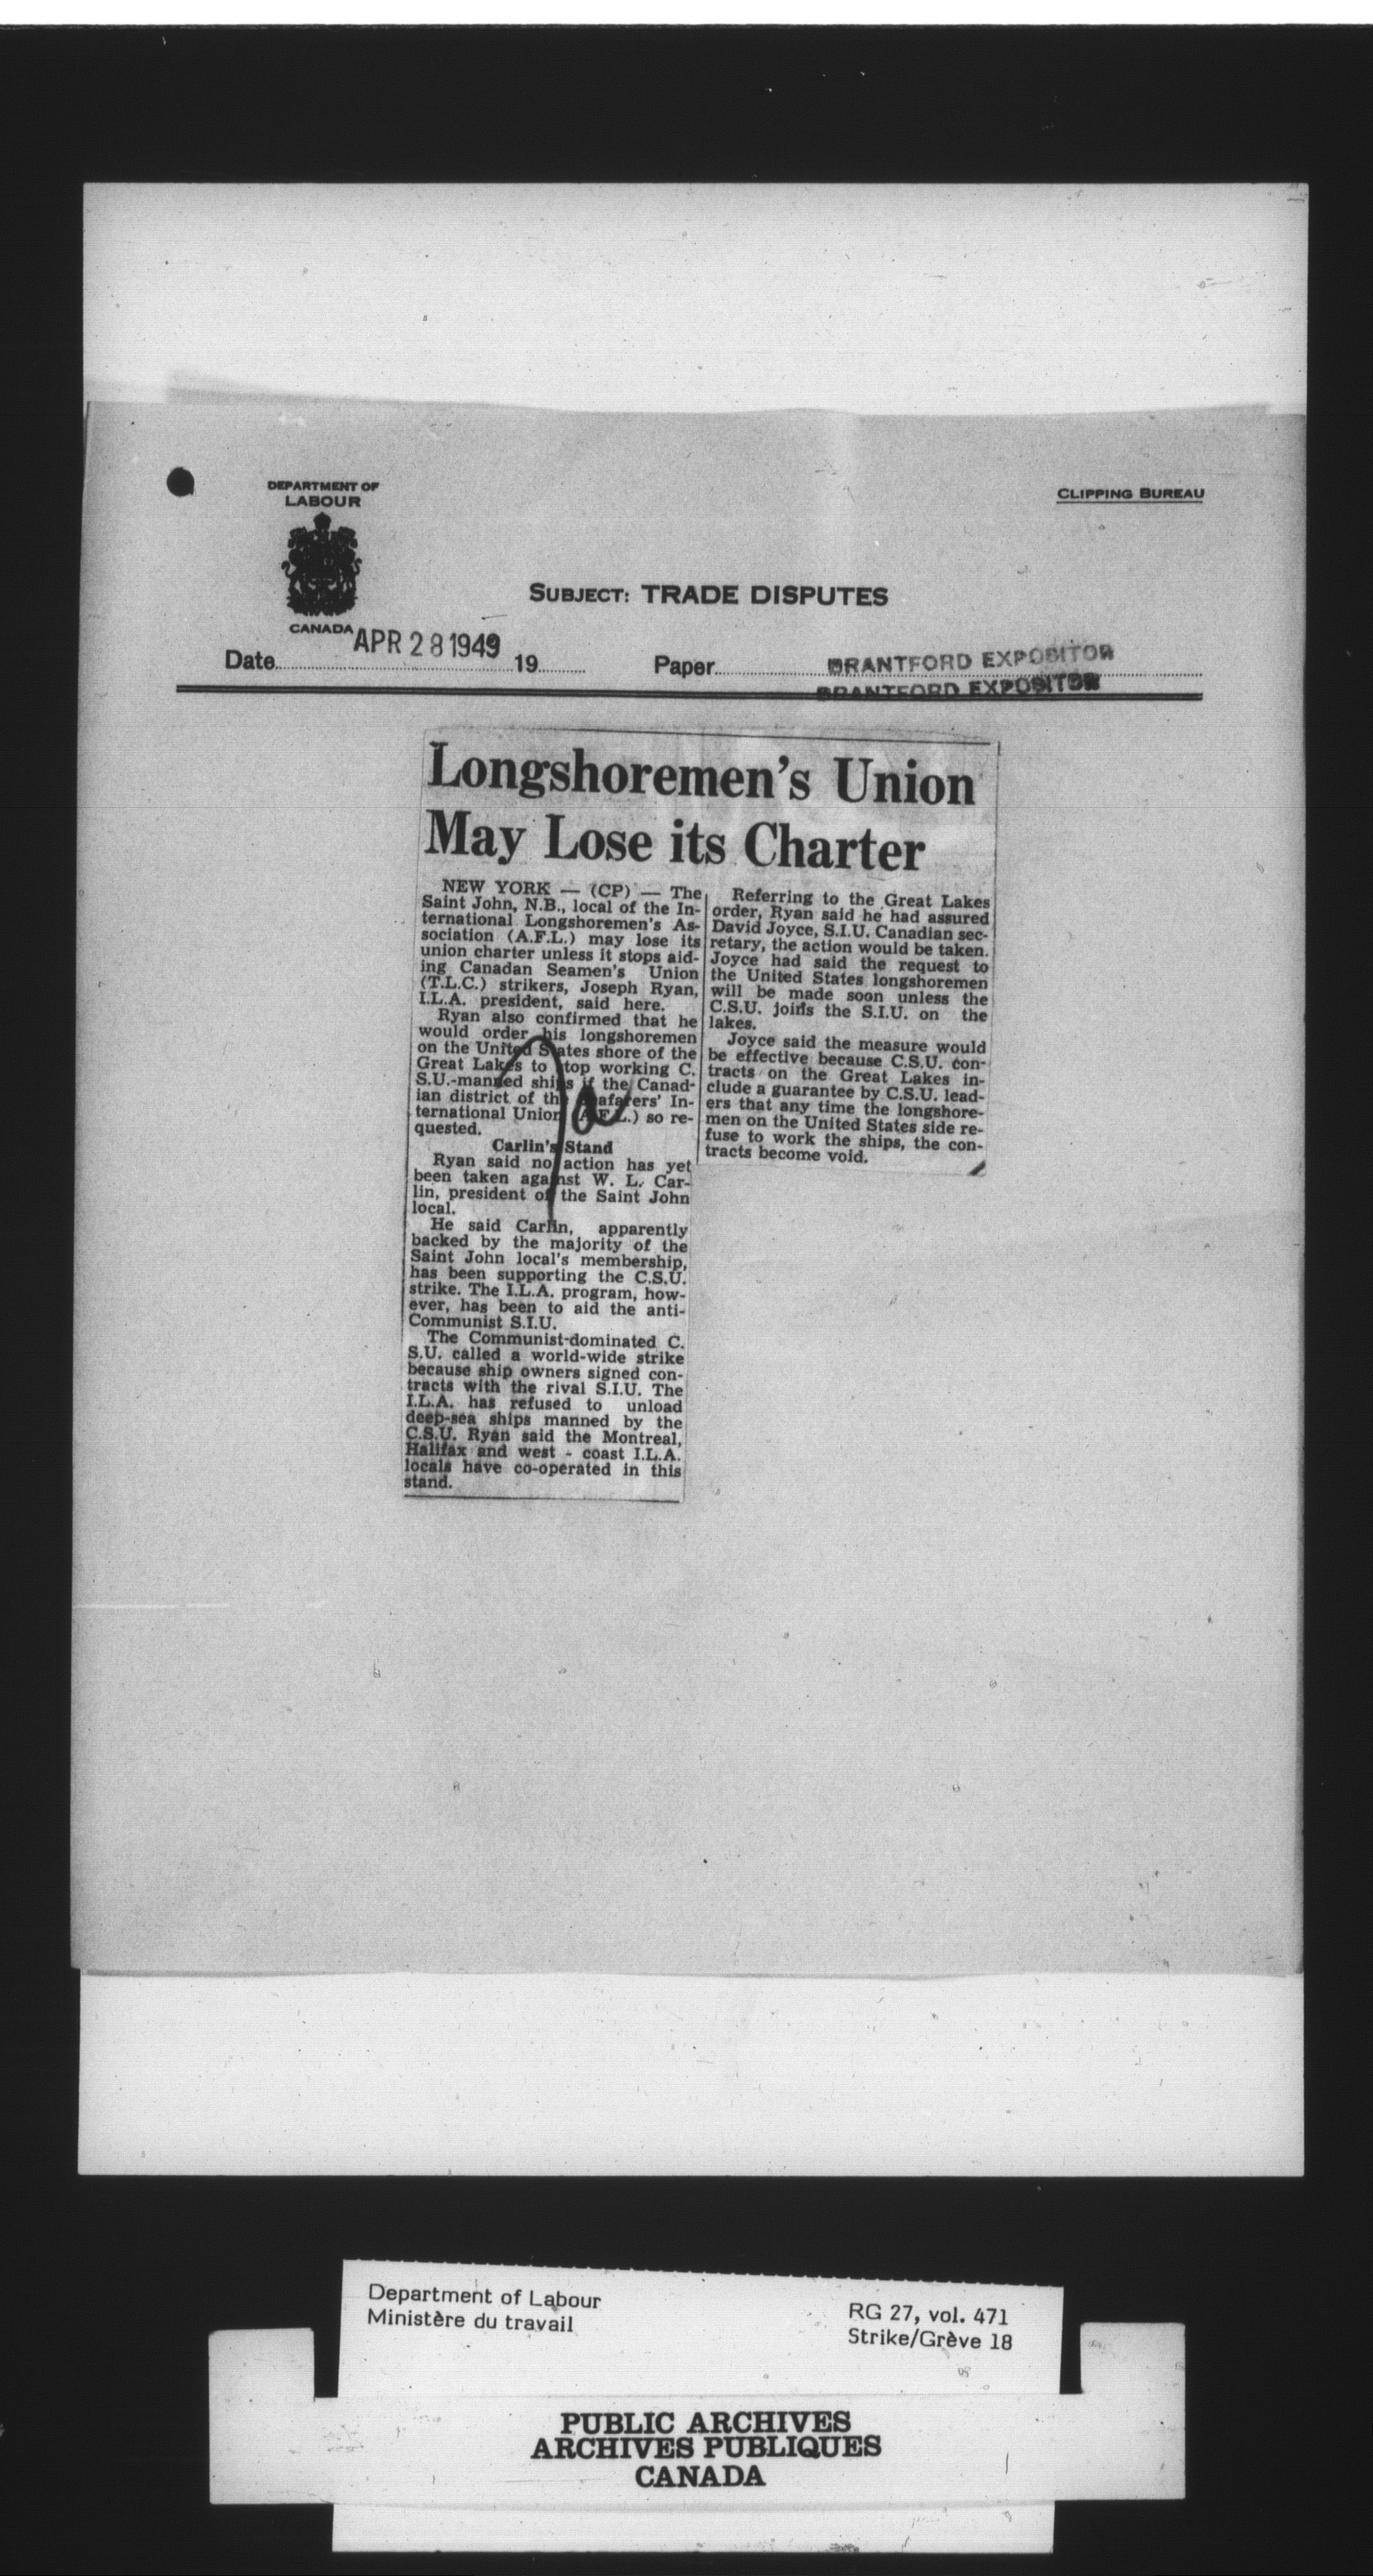 DEPARTMENT OF
LABOUR
CANADA
CLIPPING BUREAU
SUBJECT: TRADE DISPUTES
Date APR 28 1949 19
Paper BRANTFORD EXPOSITOR
BRANTFORD EXPOSITOR
Longshoremen's Union
May Lose its Charter
NEW YORK — (CP) — The
Saint John, N.B., local of the In-
ternational Longshoremen's As-
sociation (A.F.L.) may lose its
union charter unless it stops aid-
ing Canadan Seamen's Union
(T.L.C.) strikers, Joseph Ryan,
I.L.A. president, said here.
Ryan also confirmed that he
would order his longshoremen
on the United States shore of the
Great Lakes to stop working C.
S.U.-manned ships if the Canad-
ian district of the Seafarers' In-
ternational Union (A.F.L.) so re-
quested.
Carlin's Stand
Ryan said no action has yet
been taken against W. L. Car-
lin, president of the Saint John
local.
He said Carlin, apparently
backed by the majority of the
Saint John local's membership,
has been supporting the C.S.U.
strike. The I.L.A. program, how-
ever, has been to aid the anti-
Communist S.I.U.
The Communist-dominated C.
S.U. called a world-wide strike
because ship owners signed con-
tracts with the rival S.I.U. The
I.L.A. has refused to unload
deep-sea ships manned by the
C.S.U. Ryan said the Montreal,
Halifax and west - coast I.L.A.
locals have co-operated in this
stand.
Referring to the Great Lakes
order, Ryan said he had assured
David Joyce, S.I.U. Canadian sec-
retary, the action would be taken.
Joyce had said the request to
the United States longshoremen
will be made soon unless the
C.S.U. joins the S.I.U. on the
lakes.
Joyce said the measure would
be effective because C.S.U. con-
tracts on the Great Lakes in-
clude a guarantee by C.S.U. lead-
ers that any time the longshore-
men on the United States side re-
fuse to work the ships, the con-
tracts become void.
Department of Labour
Ministère du travail
RG 27, vol. 471
Strike/Grève 18
PUBLIC ARCHIVES
ARCHIVES PUBLIQUES
CANADA